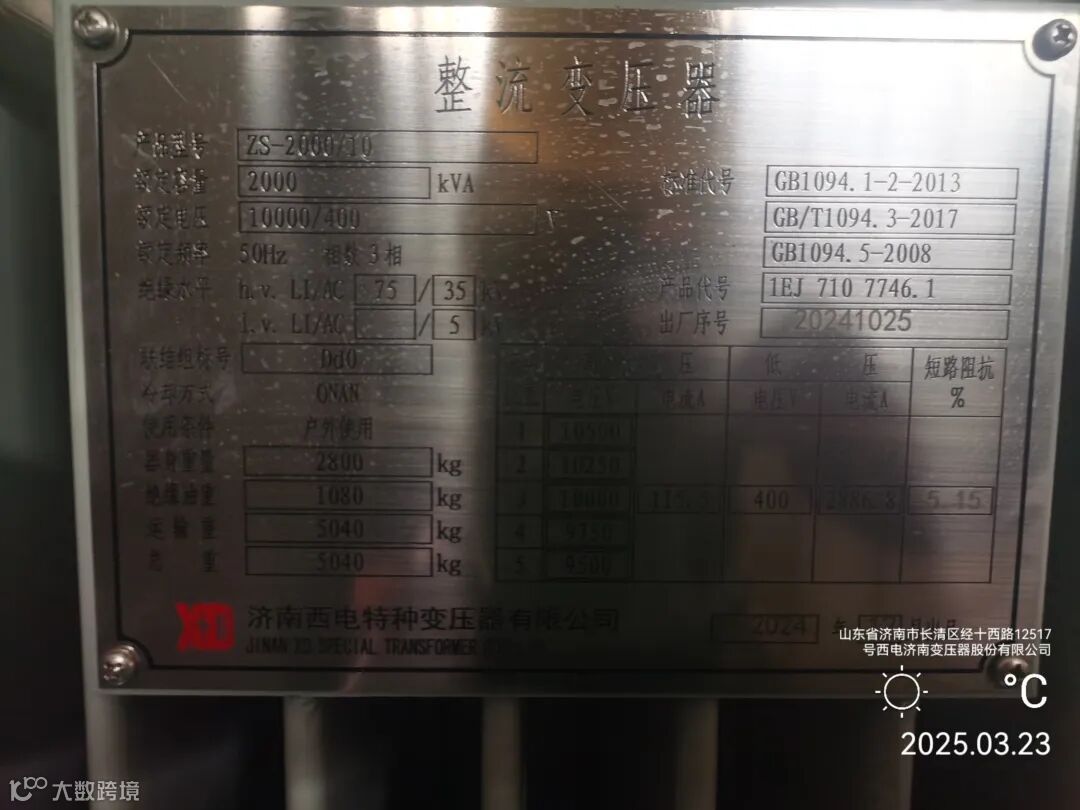 整流变压器
产品型号 ZS-2000/10
额定容量 2000 kVA 标准代号 GB1094.1-2-2013
额定电压 10000/400 V GB/T1094.3-2017
额定频率 50Hz 相数 3相 GB1094.5-2008
绝缘水平 h.v. LI/AC 75 / 35 kV 产品代号 1EJ 710 7746.1
l.v. LI/AC / 5 kV 出厂序号 20241025
联结组标号 Dd0 压 低 压 短路阻抗
冷却方式 ONAN 电压V 电流A 电压V 电流A %
使用条件 户外使用 1 10500
器身重量 2800 kg 2 10250
绝缘油重 1080 kg 3 10000 115.5 400 2886.8 5.15
运输重 5040 kg 4 9750
总重 5040 kg 5 9500
XD 济南西电特种变压器有限公司
JINAN XD SPECIAL TRANSFORMER
2024 年 月出品
山东省济南市长清区经十西路12517
号西电济南变压器股份有限公司
°C
2025.03.23
大数跨境